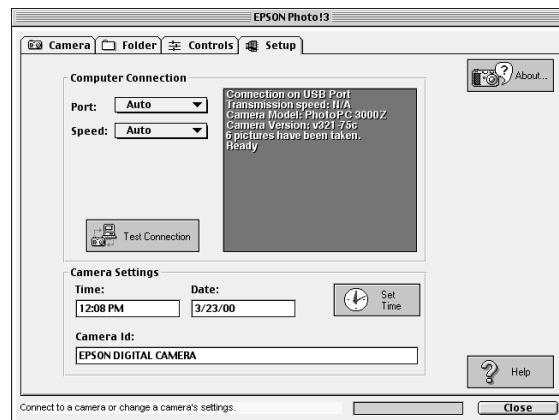 EPSON Photo!3
Camera Folder Controls Setup
About...
Computer Connection
Port: Auto
Speed: Auto
Connection on USB Port
Transmission speed: N/A
Camera Model: PhotoPC 3000Z
Camera Version: v321-75c
6 pictures have been taken.
Ready
Test Connection
Camera Settings
Time: Date:
12:08 PM 3/23/00
Set
Time
Camera Id:
EPSON DIGITAL CAMERA
Help
Connect to a camera or change a camera's settings.
Close